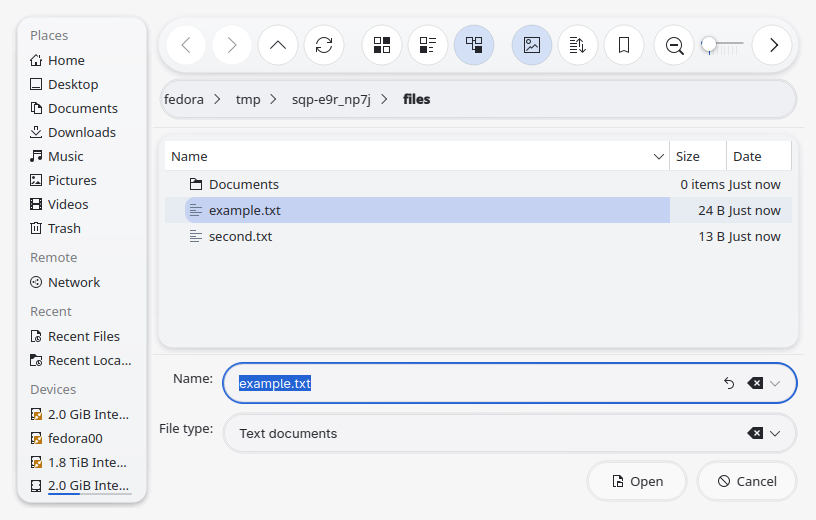 Places
Home
Desktop
Documents
Downloads
Music
Pictures
Videos
Trash
Remote
Network
Recent
Recent Files
Recent Loca...
Devices
2.0 GiB Inte...
fedora00
1.8 TiB Inte...
2.0 GiB Inte...
fedora tmp sqp-e9r_np7j files
Name Size Date
Documents 0 items Just now
example.txt 24 B Just now
second.txt 13 B Just now
Name: example.txt
File type: Text documents
Open Cancel